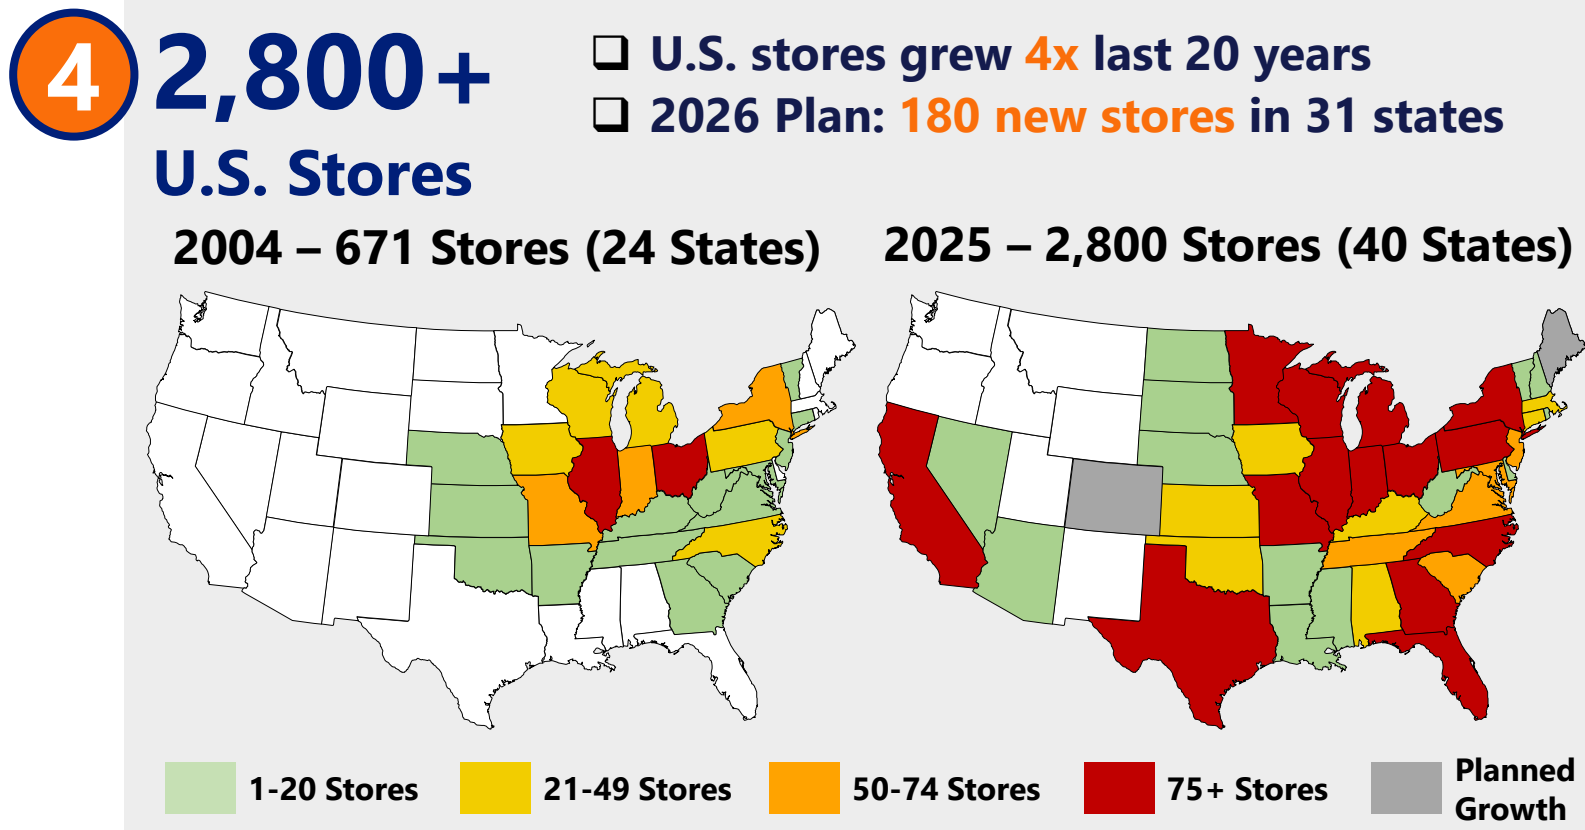 4
2,800+
U.S. Stores
❑ U.S. stores grew 4x last 20 years
❑ 2026 Plan: 180 new stores in 31 states
2004 – 671 Stores (24 States)
2025 – 2,800 Stores (40 States)
1-20 Stores
21-49 Stores
50-74 Stores
75+ Stores
Planned
Growth